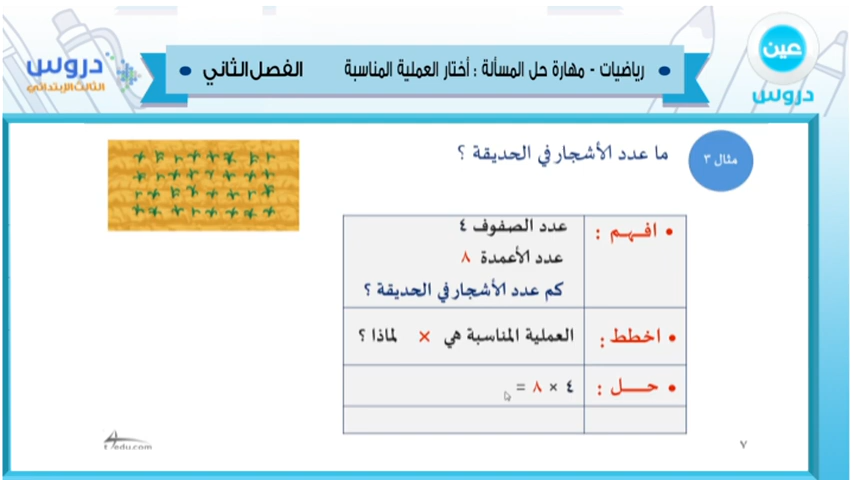 عين
دروس
رياضيات - مهارة حل المسألة : أختار العملية المناسبة الفصل الثاني
دروس
الثالث الابتدائي
مثال ٣
ما عدد الأشجار في الحديقة ؟
• افـهـم :
عدد الصفوف ٤
عدد الأعمدة ٨
كم عدد الأشجار في الحديقة ؟
• اخطط :
العملية المناسبة هي × لماذا ؟
• حـــل :
٤ × ٨ =
t4edu.com
٧